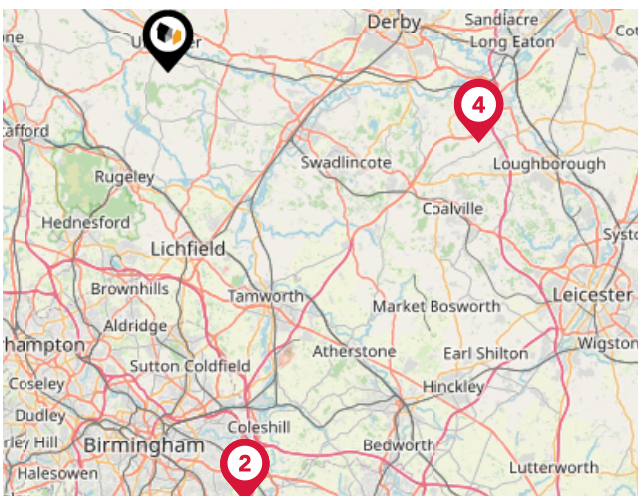 Derby
Sandiacre
Long Eaton
4
Swadlincote
Loughborough
Rugeley
Coalville
Hednesford
Lichfield
Brownhills
Tamworth
Market Bosworth
Leicester
Aldridge
Wigston
Sutton Coldfield
Atherstone
Earl Shilton
Coseley
Hinckley
Dudley
Coleshill
Birmingham
Bedworth
2
Halesowen
Lutterworth